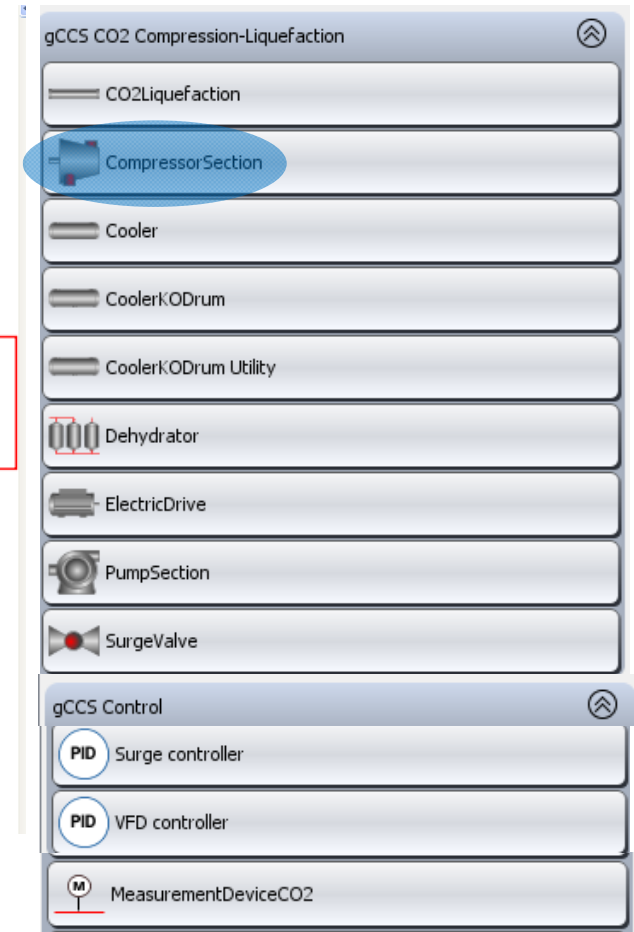 gCCS CO2 Compression-Liquefaction
CO2Liquefaction
CompressorSection
Cooler
CoolerKODrum
CoolerKODrum Utility
Dehydrator
ElectricDrive
PumpSection
SurgeValve
gCCS Control
PID Surge controller
PID VFD controller
M MeasurementDeviceCO2